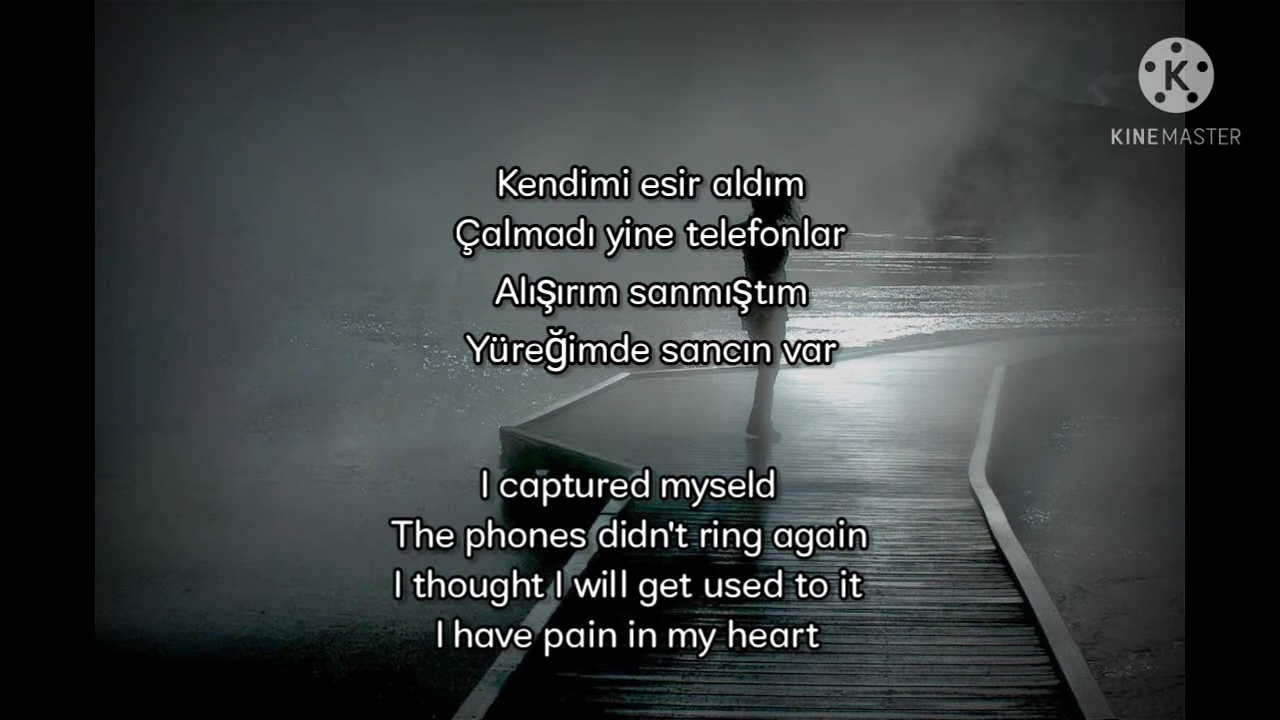 K
KINEMASTER
Kendimi esir aldım
Çalmadı yine telefonlar
Alışırım sanmıştım
Yüreğimde sancın var
I captured myseld
The phones didn't ring again
I thought I will get used to it
I have pain in my heart